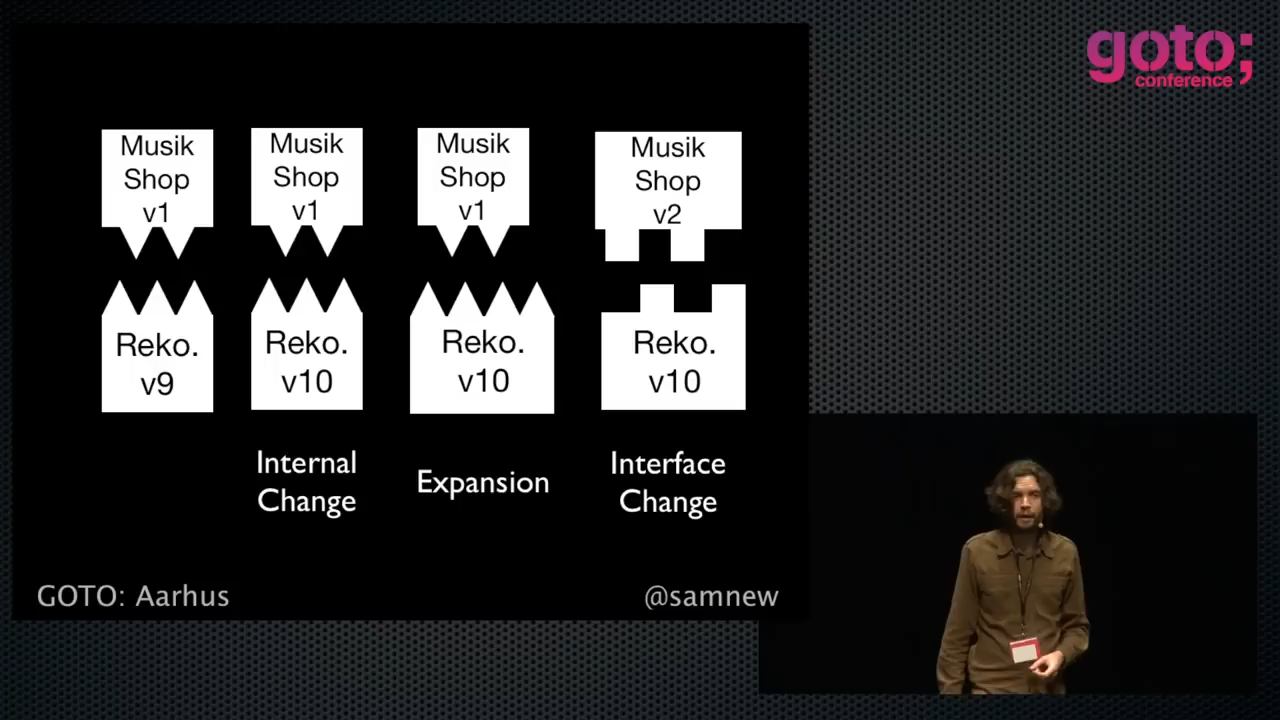 goto;
conference
Musik
Shop
v1
Musik
Shop
v1
Musik
Shop
v1
Musik
Shop
v2
Reko.
v9
Reko.
v10
Reko.
v10
Reko.
v10
Internal
Change
Expansion
Interface
Change
GOTO: Aarhus
@samnew